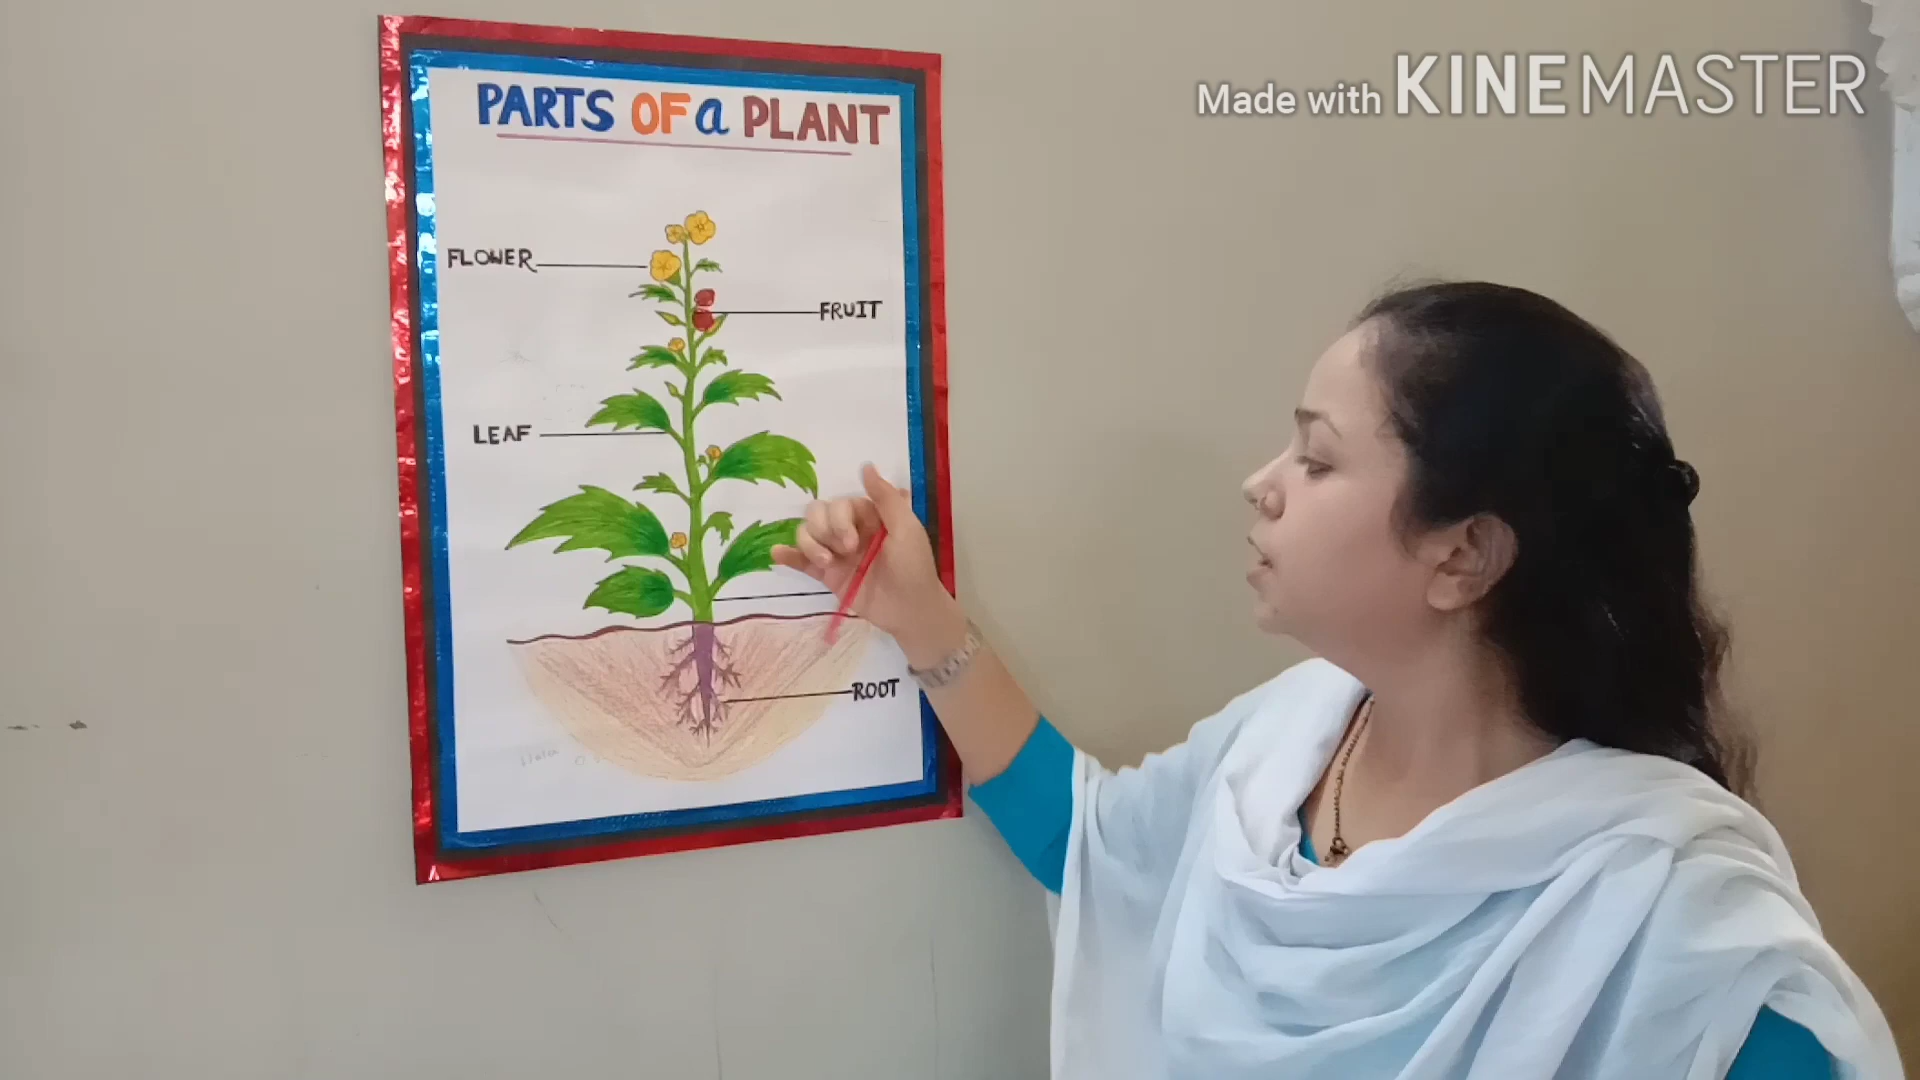 Made with KINEMASTER
PARTS OF a PLANT
FLOWER
FRUIT
LEAF
ROOT